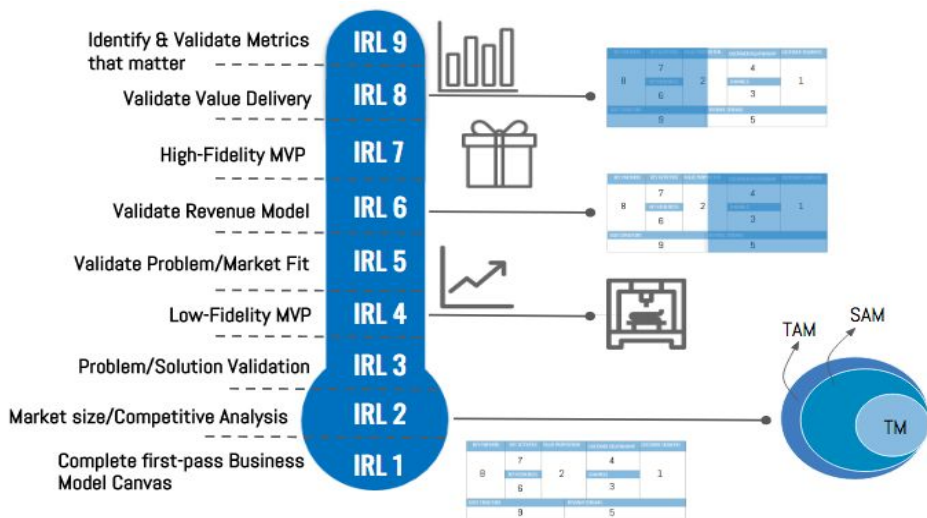 Identify & Validate Metrics
that matter
IRL 9
Validate Value Delivery
IRL 8
High-Fidelity MVP
IRL 7
Validate Revenue Model
IRL 6
Validate Problem/Market Fit
IRL 5
Low-Fidelity MVP
IRL 4
Problem/Solution Validation
IRL 3
Market size/Competitive Analysis
IRL 2
Complete first-pass Business
Model Canvas
IRL 1
8
7
6
2
4
3
1
9
5
8
7
6
2
4
3
1
9
5
TAM
SAM
TM
8
7
6
2
4
3
1
9
5